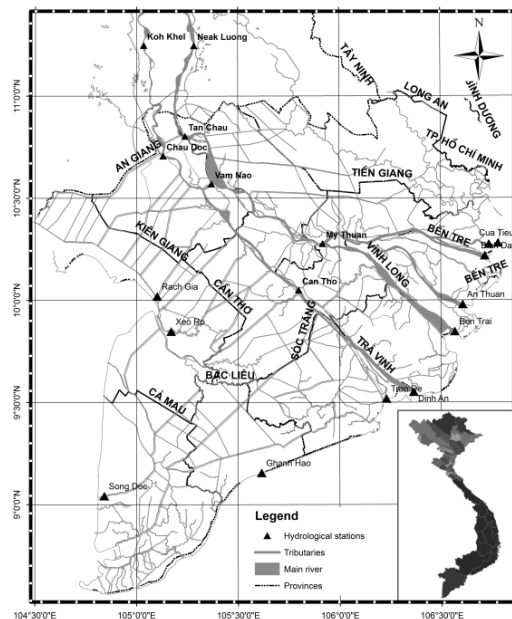 Koh Khel
Neak Luong
N
TÂY NINH
LONG AN
BÌNH DƯƠNG
TP. HỒ CHÍ MINH
11°0'0"N
Tan Chau
Chau Doc
AN GIANG
Vam Nao
TIỀN GIANG
10°30'0"N
KIÊN GIANG
My Thuan
BẾN TRE
Cua Tieu
VĨNH LONG
BẾN TRE
Can Tho
CẦN THƠ
An Thuan
Rach Gia
10°0'0"N
Xeo Ro
Ben Trai
SÓC TRĂNG
TRÀ VINH
BẠC LIÊU
CÀ MAU
Tran De
Dinh An
9°30'0"N
Ghanh Hao
Song Doc
9°0'0"N
Legend
Hydrological stations
Tributaries
Main river
Provinces
104°30'0"E
105°0'0"E
105°30'0"E
106°0'0"E
106°30'0"E